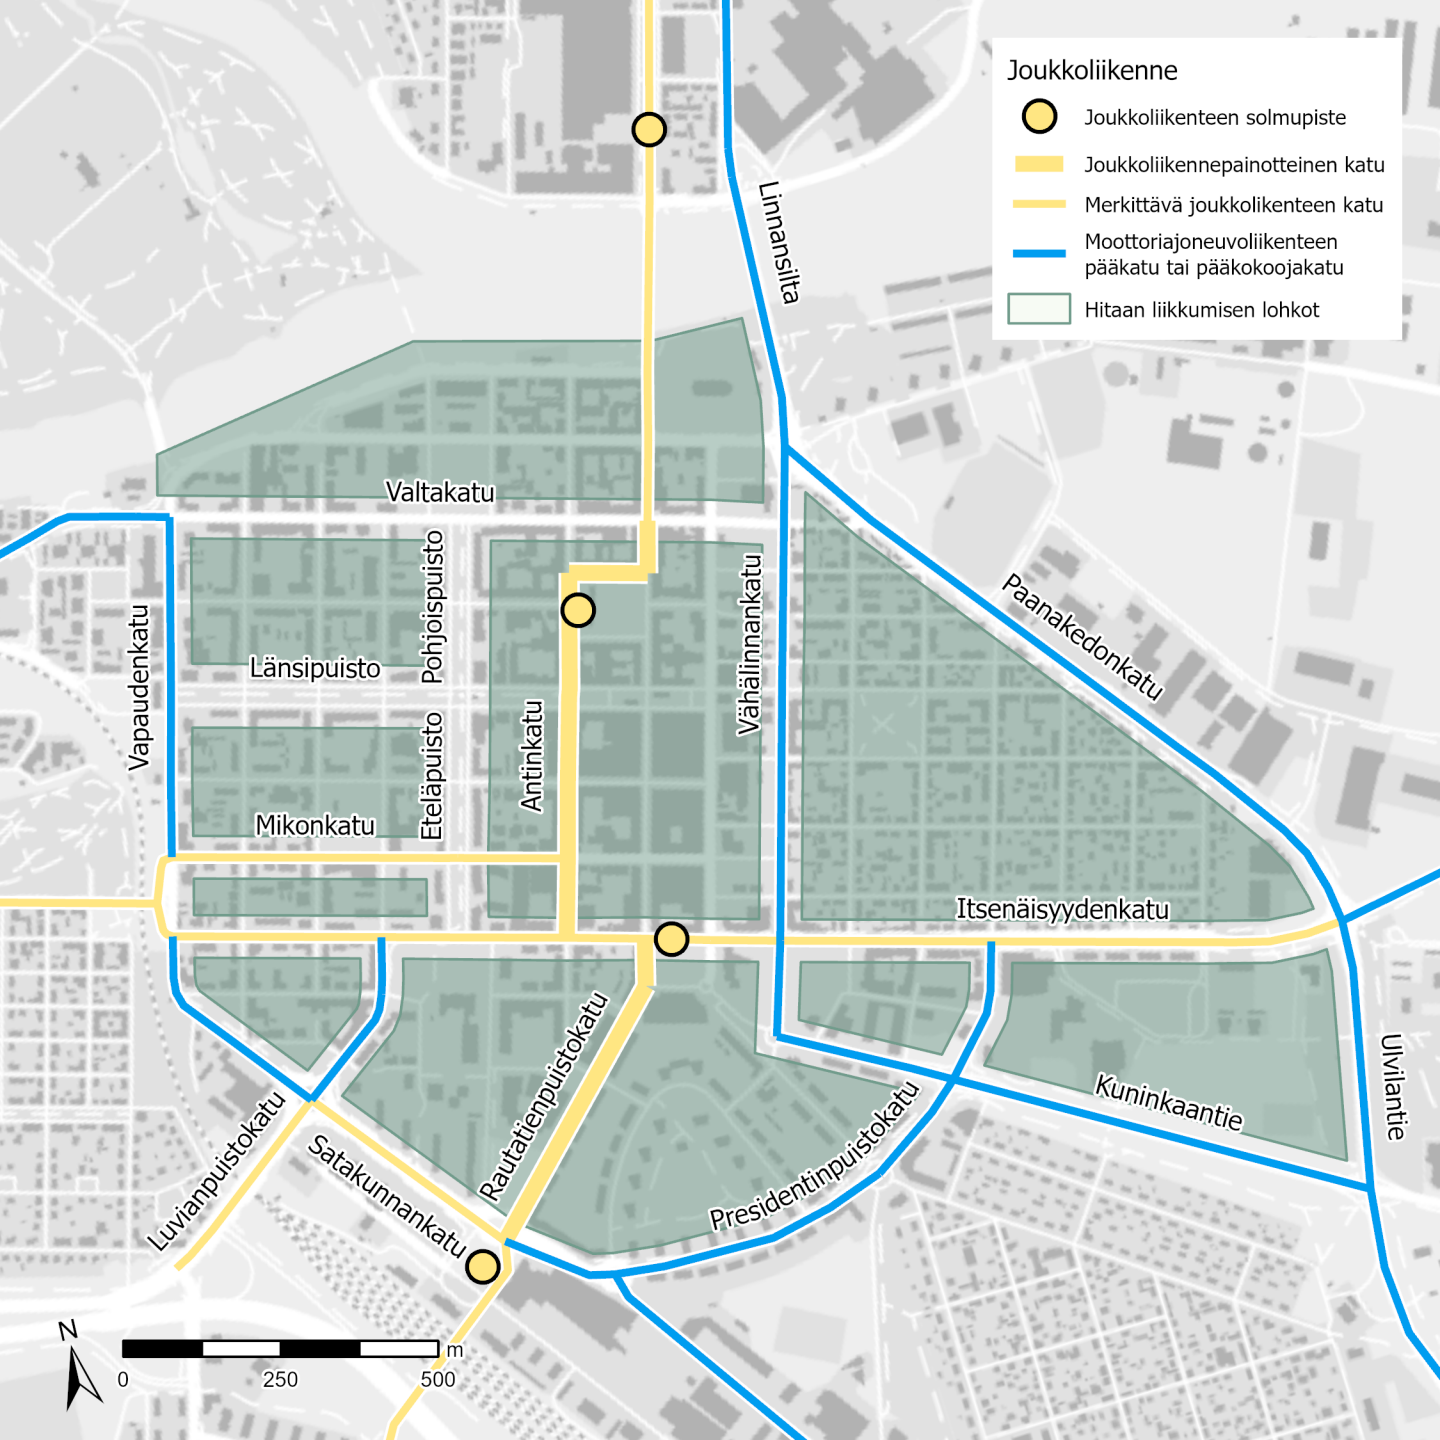 Joukkoliikenne
Joukkoliikenteen solmupiste
Joukkoliikennepainotteinen katu
Merkittävä joukkolikenteen katu
Moottoriajoneuvoliikenteen
pääkatu tai pääkokoojakatu
Hitaan liikkumisen lohkot
Linnansilta
Valtakatu
Pohjoispuisto
Vähälinnankatu
Paanakedonkatu
Vapaudenkatu
Länsipuisto
Antinkatu
Eteläpuisto
Mikonkatu
Itsenäisyydenkatu
Rautatienpuistokatu
Ulvilantie
Kuninkaantie
Luvianpuistokatu
Satakunnankatu
Presidentinpuistokatu
N
m
0 250 500